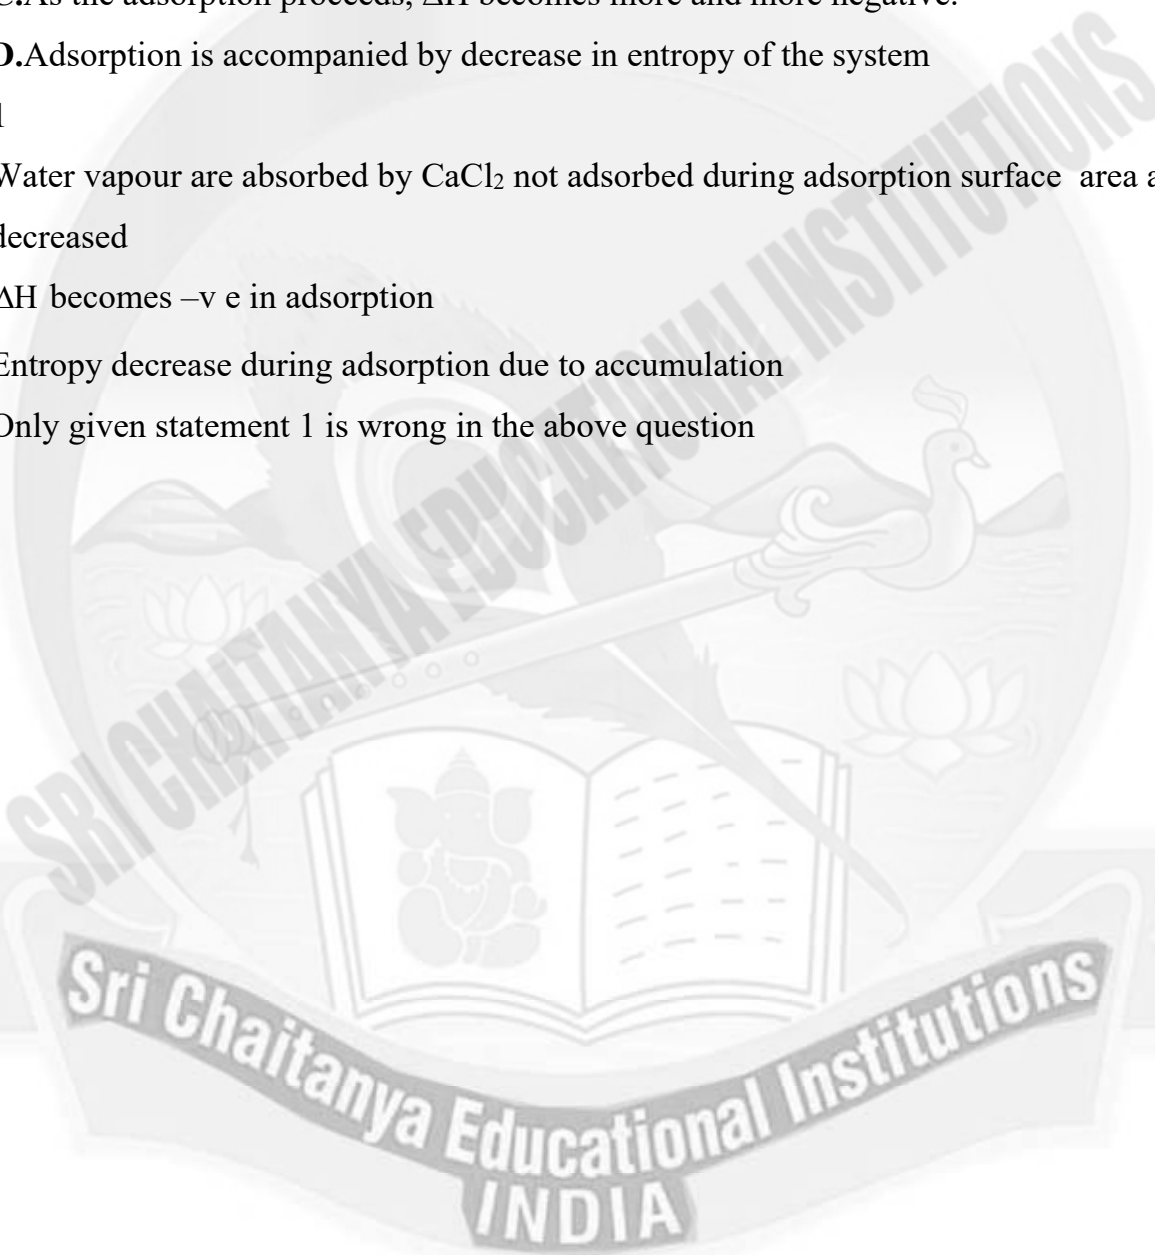 C.As the adsorption proceeds, ΔH becomes more and more negative.
D.Adsorption is accompanied by decrease in entropy of the system
1
Water vapour are absorbed by CaCl₂ not adsorbed during adsorption surface area a
decreased
ΔH becomes –v e in adsorption
Entropy decrease during adsorption due to accumulation
Only given statement 1 is wrong in the above question
SRI CHAITANYA EDUCATIONAL INSTITUTIONS
Sri Chaitanya Educational Institutions
INDIA